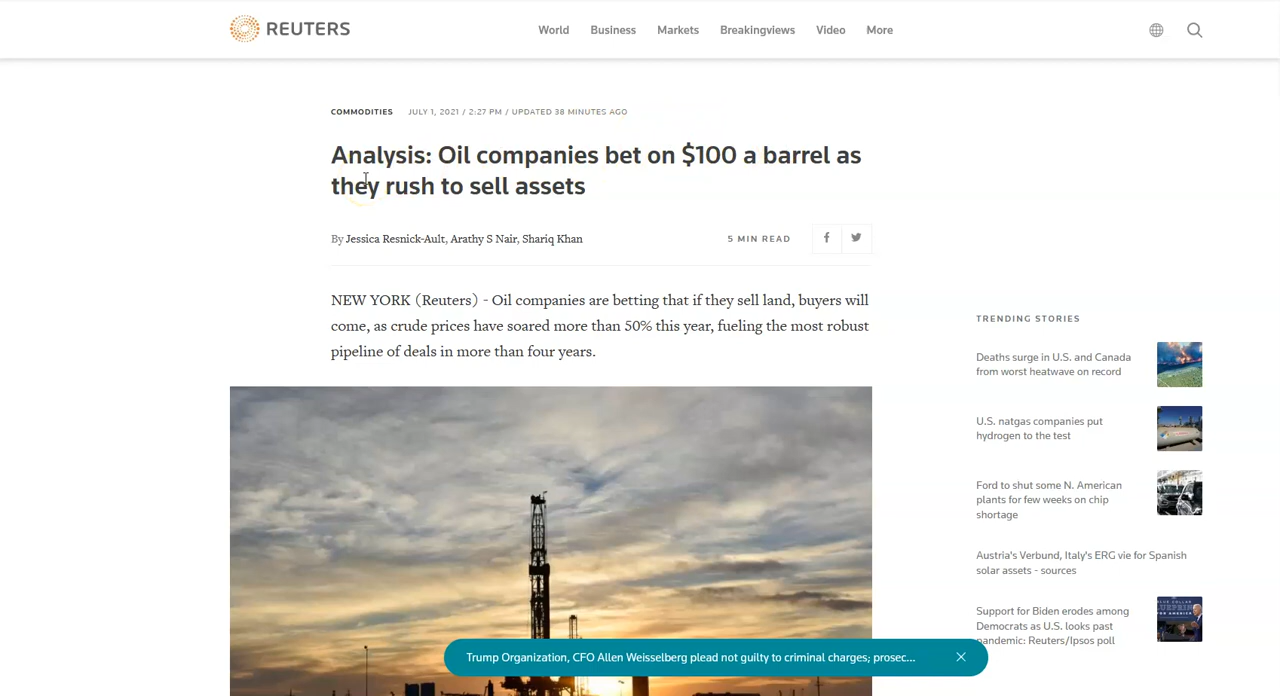 REUTERS
World Business Markets Breakingviews Video More
COMMODITIES JULY 1, 2021 / 2:27 PM / UPDATED 38 MINUTES AGO
Analysis: Oil companies bet on $100 a barrel as
they rush to sell assets
By Jessica Resnick-Ault, Arathy S Nair, Shariq Khan
5 MIN READ
NEW YORK (Reuters) - Oil companies are betting that if they sell land, buyers will
come, as crude prices have soared more than 50% this year, fueling the most robust
pipeline of deals in more than four years.
TRENDING STORIES
Deaths surge in U.S. and Canada
from worst heatwave on record
U.S. natgas companies put
hydrogen to the test
Ford to shut some N. American
plants for few weeks on chip
shortage
Austria's Verbund, Italy's ERG vie for Spanish
solar assets - sources
Support for Biden erodes among
Democrats as U.S. looks past
pandemic: Reuters/Ipsos poll
Trump Organization, CFO Allen Weisselberg plead not guilty to criminal charges; prosec...